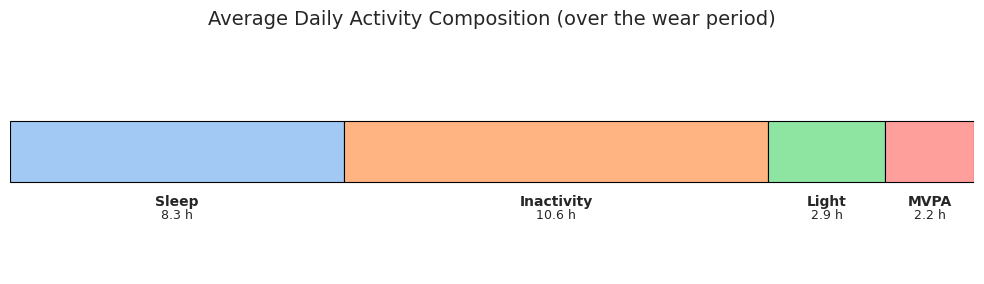 Average Daily Activity Composition (over the wear period)
Sleep
8.3 h
Inactivity
10.6 h
Light
2.9 h
MVPA
2.2 h